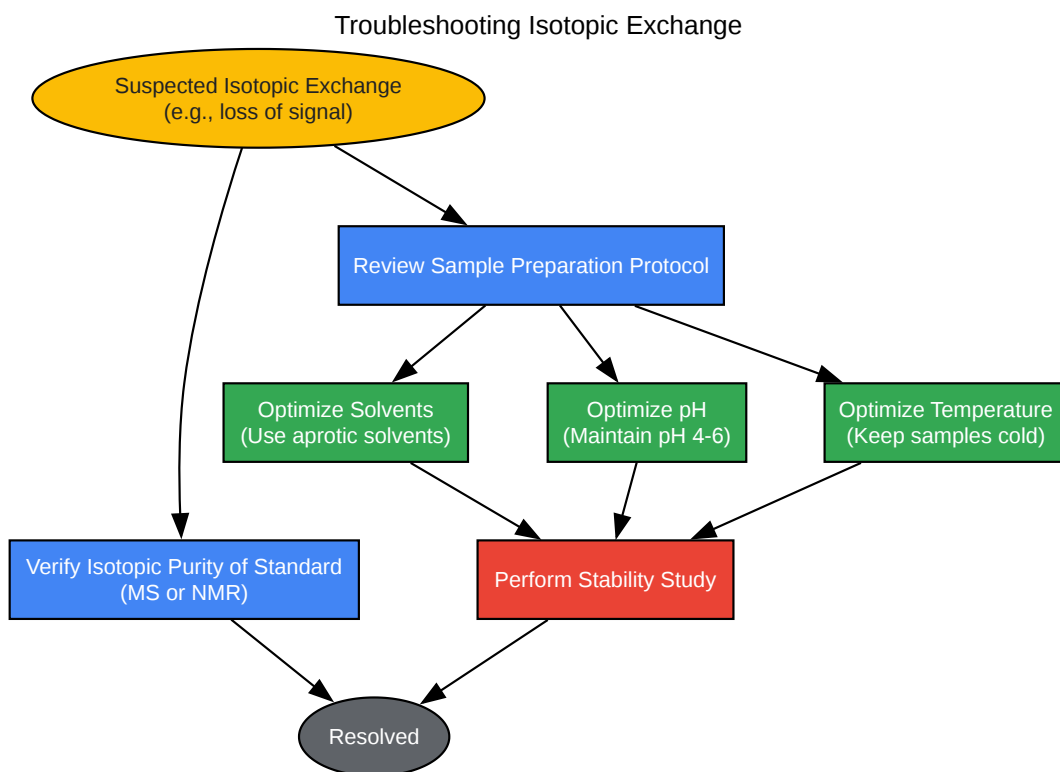 Troubleshooting Isotopic Exchange
Suspected Isotopic Exchange
(e.g., loss of signal)
Review Sample Preparation Protocol
Optimize Solvents
(Use aprotic solvents)
Optimize pH
(Maintain pH 4-6)
Optimize Temperature
(Keep samples cold)
Verify Isotopic Purity of Standard
(MS or NMR)
Perform Stability Study
Resolved